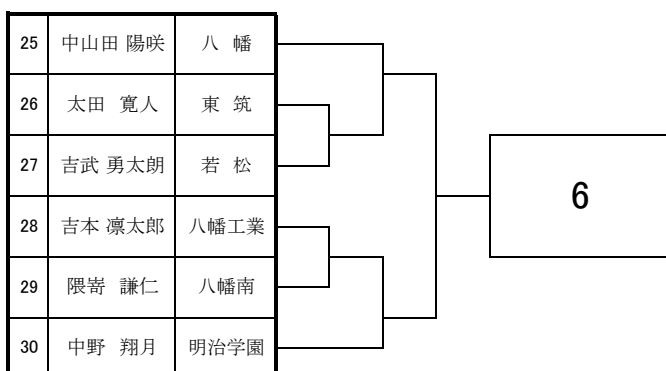 25 中山田 陽咲 八 幡
26 太田 寛人 東 筑
27 吉武 勇太朗 若 松
6
28 吉本 凛太郎 八幡工業
29 隈嵜 謙仁 八幡南
30 中野 翔月 明治学園